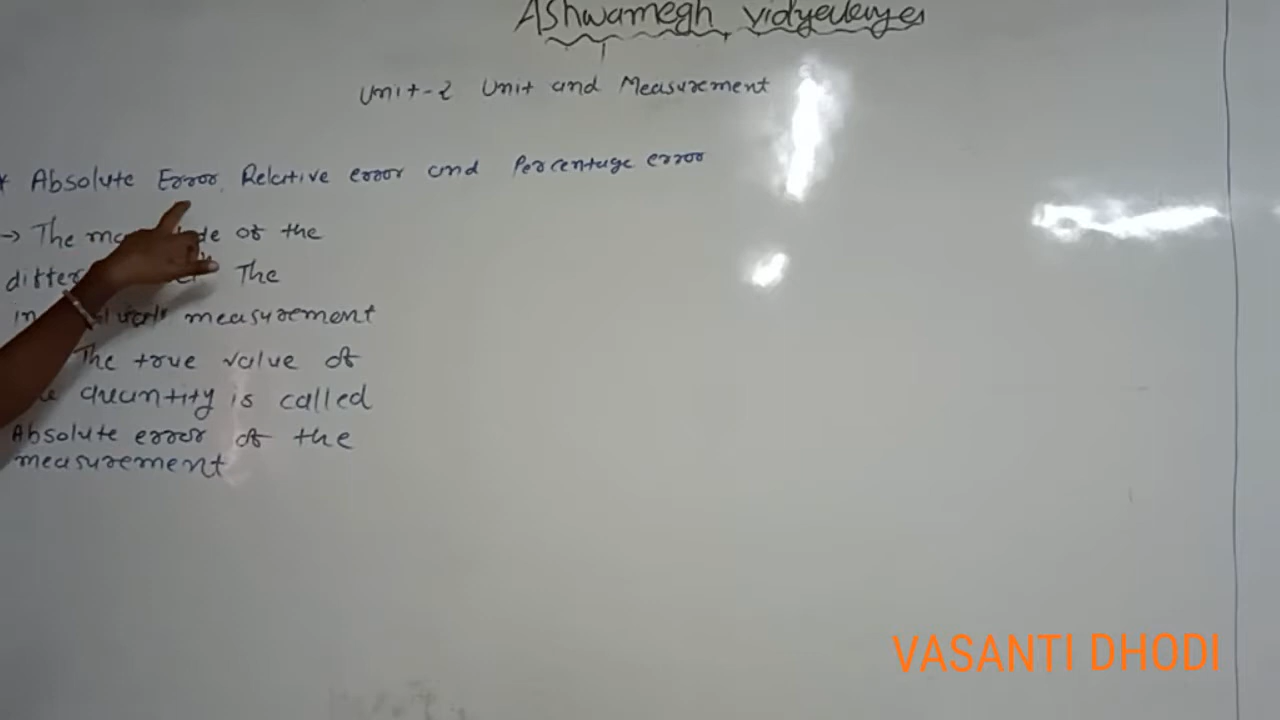 Ashwamegh vidyalaya
Unit-2 Unit and Measurement
* Absolute Error, Relative error and Percentage error
→ The of the
The
measurement
The true value of
quantity is called
Absolute error of the
measurement
VASANTI DHODI